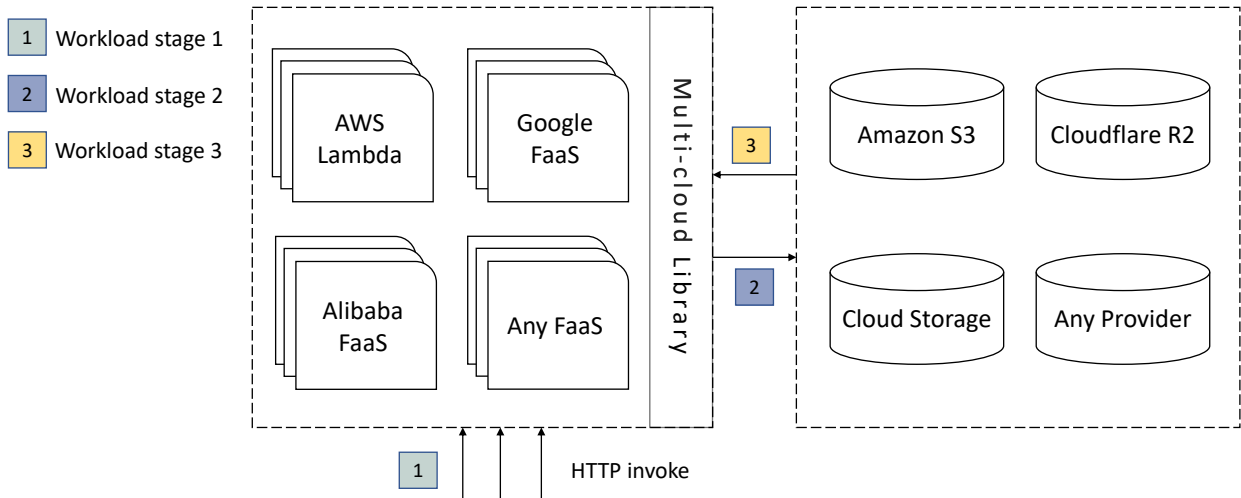 1 Workload stage 1
2 Workload stage 2
3 Workload stage 3
AWS
Lambda
Google
FaaS
Alibaba
FaaS
Any FaaS
Multi-cloud Library
3
2
Amazon S3
Cloudflare R2
Cloud Storage
Any Provider
1
HTTP invoke